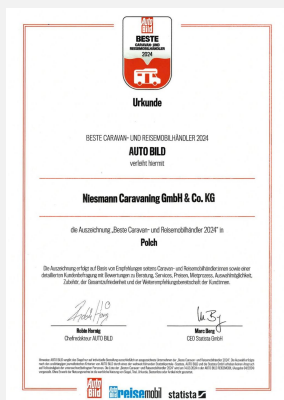 Auto
Bild
BESTE
CARAVAN- UND
REISEMOBILHÄNDLER
2024
Urkunde
BESTE CARAVAN- UND REISEMOBILHÄNDLER 2024
AUTO BILD
verleiht hiermit
Niesmann Caravaning GmbH & Co. KG
die Auszeichnung „Beste Caravan- und Reisemobilhändler 2024“ in
Polch
Die Auszeichnung erfolgt auf Basis von Empfehlungen seitens Caravan- und Reisemobilhändler:innen sowie einer
detaillierten Kundenbefragung mit Bewertungen zu Beratung, Services, Preisen, Mietprozess, Auswahlmöglichkeit,
Zubehör, der Gesamtzufriedenheit und der Weiterempfehlungsbereitschaft der Kund:innen.
Robin Hornig
Chefredakteur AUTO BILD
Marc Berg
CEO Statista GmbH
Auto
Bild
reisemobil
statista